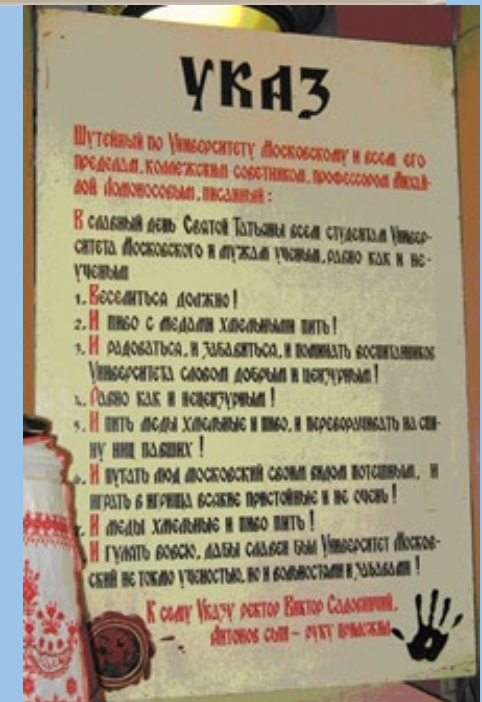 УКАЗ
Шутейный по Университету Московскому и всем его
пределам, коллежским советником, профессором Михай-
лой Ломоносовым, писанный :
В славный день Святой Татьяны всем студентам Универ-
ситета Московского и мужам ученым, равно как и не-
ученым
1. Веселиться должно !
2. И пиво с медами хмельными пить !
3. И радоваться, и забавиться, и поминать воспитанников
Университета словом добрым и цензурным !
4. Равно как и нецензурным !
5. И пить меды хмельные и пиво, и переворачивать на спи-
ну ниц павших !
6. И пугать люд московский своим видом потешным, и
играть в игрища всякие пристойные и не очень !
7. И меды хмельные и пиво пить !
И гулять вовсю, дабы славен был Университет Москов-
ский не токмо ученостью, но и вольностями и забавами !
К сему Указу ректор Виктор Садовничий,
Антонов сын - руку приложил